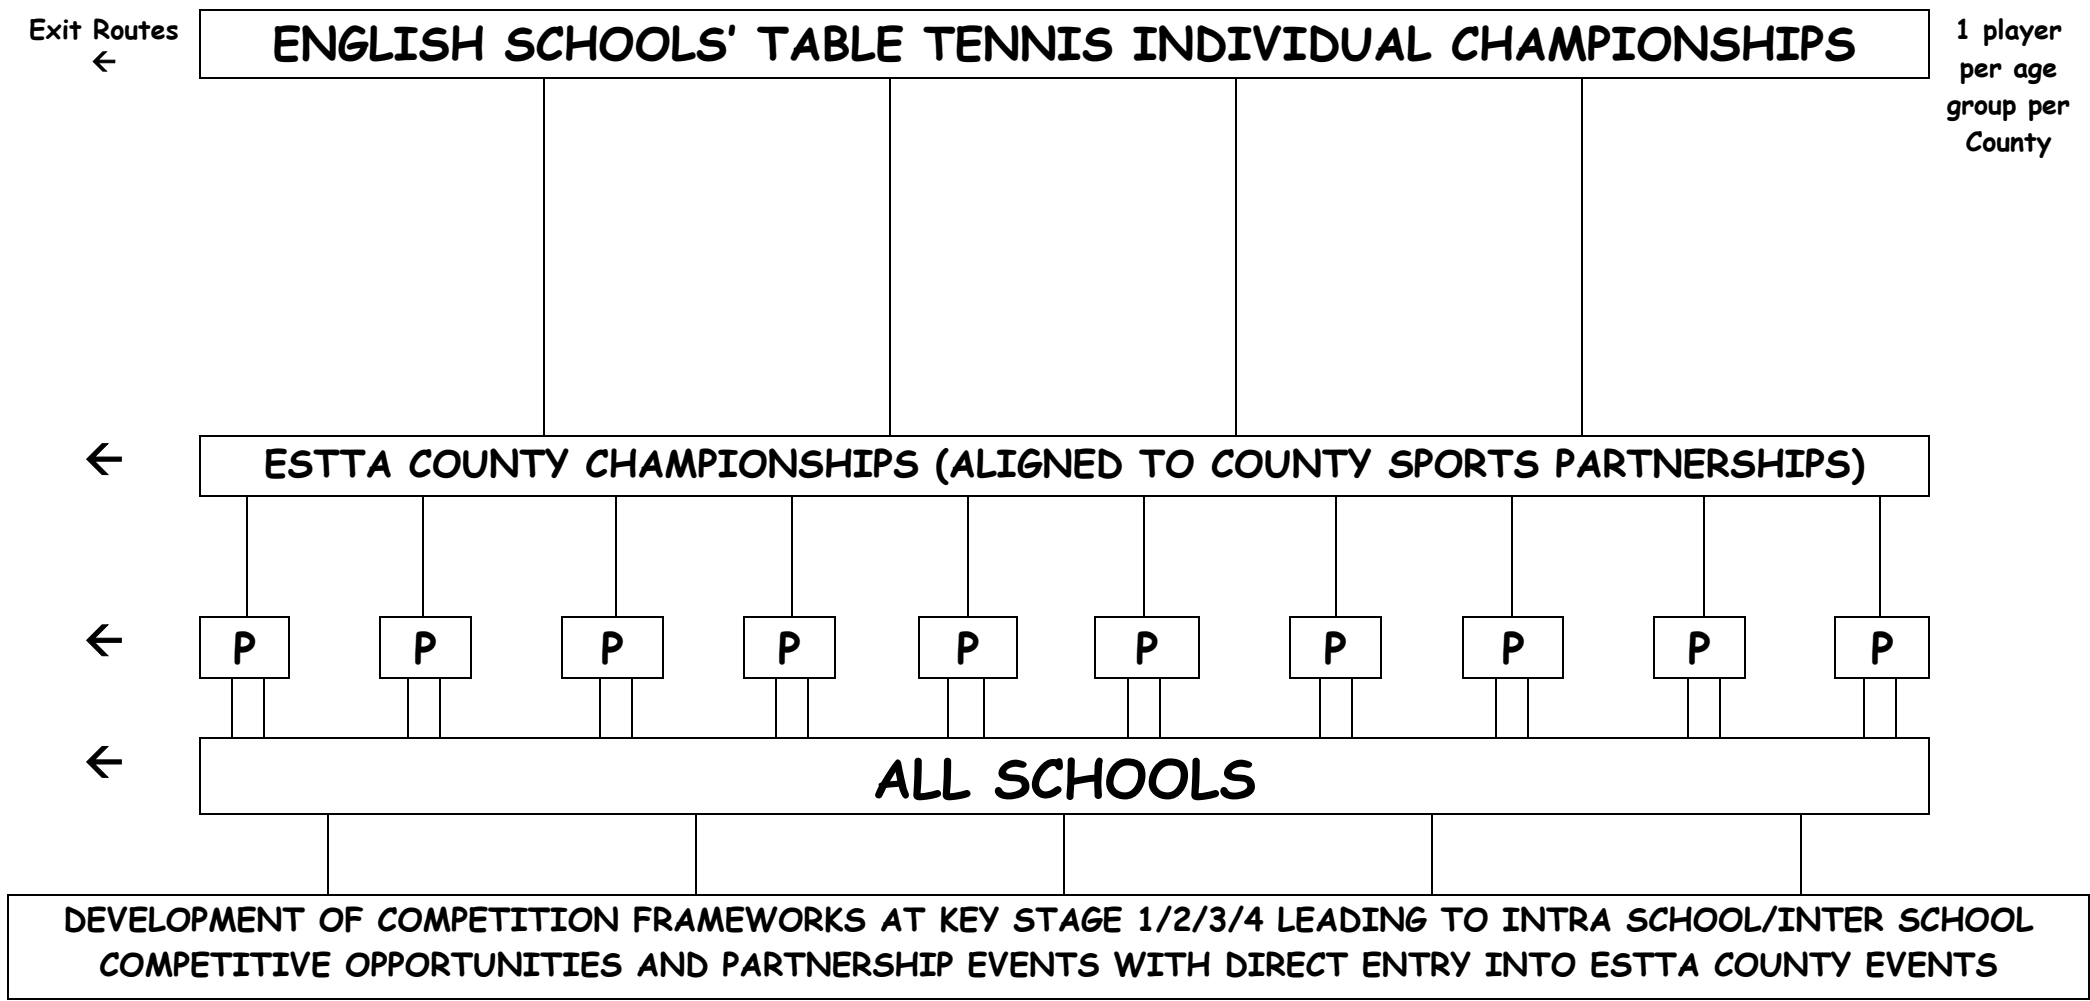 Exit Routes
←
ENGLISH SCHOOLS’ TABLE TENNIS INDIVIDUAL CHAMPIONSHIPS
1 player
per age
group per
County
←
ESTTA COUNTY CHAMPIONSHIPS (ALIGNED TO COUNTY SPORTS PARTNERSHIPS)
←
P P P P P P P P P P
←
ALL SCHOOLS
DEVELOPMENT OF COMPETITION FRAMEWORKS AT KEY STAGE 1/2/3/4 LEADING TO INTRA SCHOOL/INTER SCHOOL
COMPETITIVE OPPORTUNITIES AND PARTNERSHIP EVENTS WITH DIRECT ENTRY INTO ESTTA COUNTY EVENTS